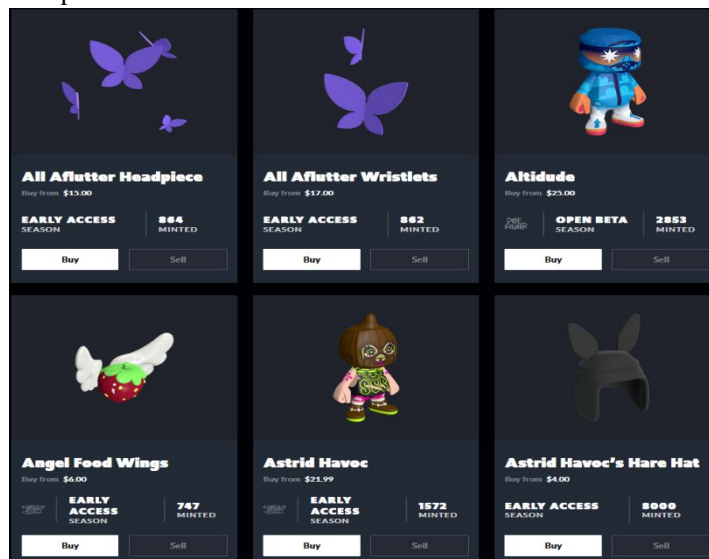 All Aflutter Headpiece
Buy from $15.00
EARLY ACCESS
SEASON
864
MINTED
Buy
Sell
All Aflutter Wristlets
Buy from $17.00
EARLY ACCESS
SEASON
862
MINTED
Buy
Sell
Altidude
Buy from $25.00
OPEN BETA
SEASON
2853
MINTED
Buy
Sell
Angel Food Wings
Buy from $6.00
EARLY
ACCESS
SEASON
747
MINTED
Buy
Sell
Astrid Havoc
Buy from $21.99
EARLY
ACCESS
SEASON
1572
MINTED
Buy
Sell
Astrid Havoc's Hare Hat
Buy from $4.00
EARLY ACCESS
SEASON
8000
MINTED
Buy
Sell